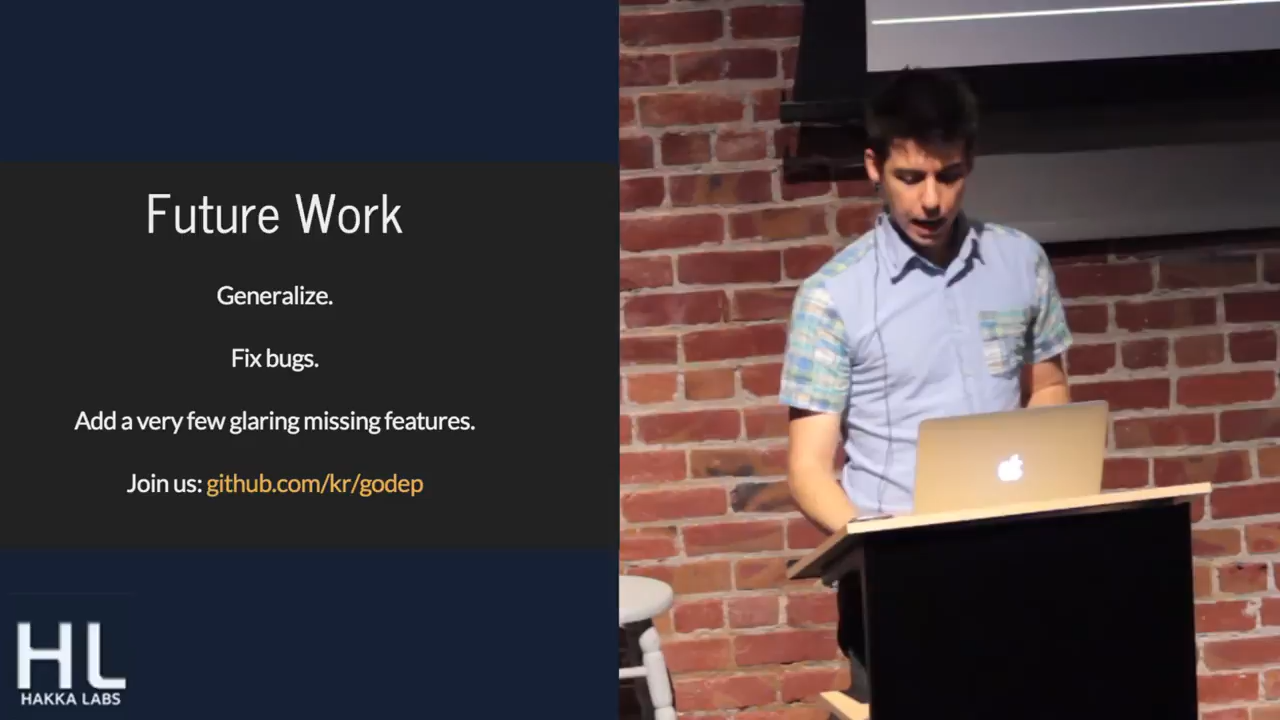 Future Work
Generalize.
Fix bugs.
Add a very few glaring missing features.
Join us: github.com/kr/godep
HL
HAKKA LABS